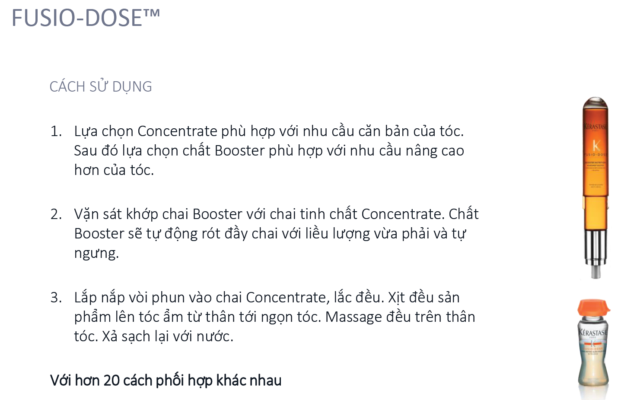 FUSIO-DOSE™
CÁCH SỬ DỤNG
1. Lựa chọn Concentrate phù hợp với nhu cầu căn bản của tóc.
Sau đó lựa chọn chất Booster phù hợp với nhu cầu nâng cao
hơn của tóc.
2. Vặn sát khớp chai Booster với chai tinh chất Concentrate. Chất
Booster sẽ tự động rót đầy chai với liều lượng vừa phải và tự
ngưng.
3. Lắp nắp vòi phun vào chai Concentrate, lắc đều. Xịt đều sản
phẩm lên tóc ẩm từ thân tới ngọn tóc. Massage đều trên thân
tóc. Xả sạch lại với nước.
Với hơn 20 cách phối hợp khác nhau
KÉRASTASE
K
KÉRASTASE